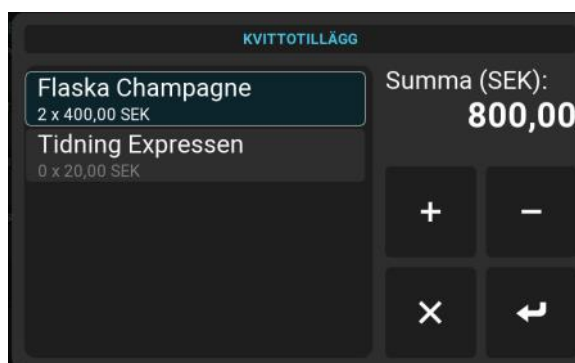 KVITTOTILLÄGG
Flaska Champagne
2 x 400,00 SEK
Tidning Expressen
0 x 20,00 SEK
Summa (SEK):
800,00